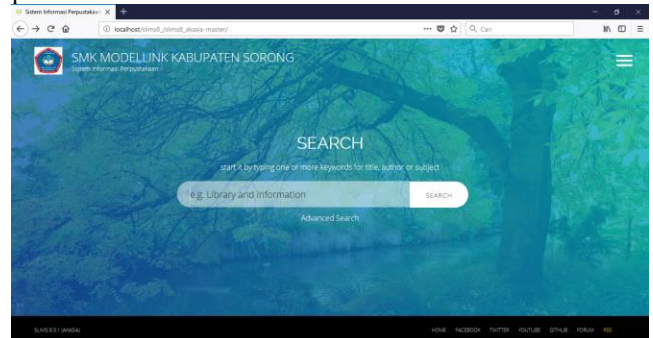 Sistem Informasi Perpustakaan
localhost/slims8_/slims8_akasia-master/
Cari
SMK MODELLINK KABUPATEN SORONG
Sistem Informasi Perpustakaan
SEARCH
start it by typing one or more keywords for title, author or subject
e.g. Library and Information
SEARCH
Advanced Search
SLIMS 8.3.1 (AKASIA)
HOME FACEBOOK TWITTER YOUTUBE GITHUB FORUM RSS